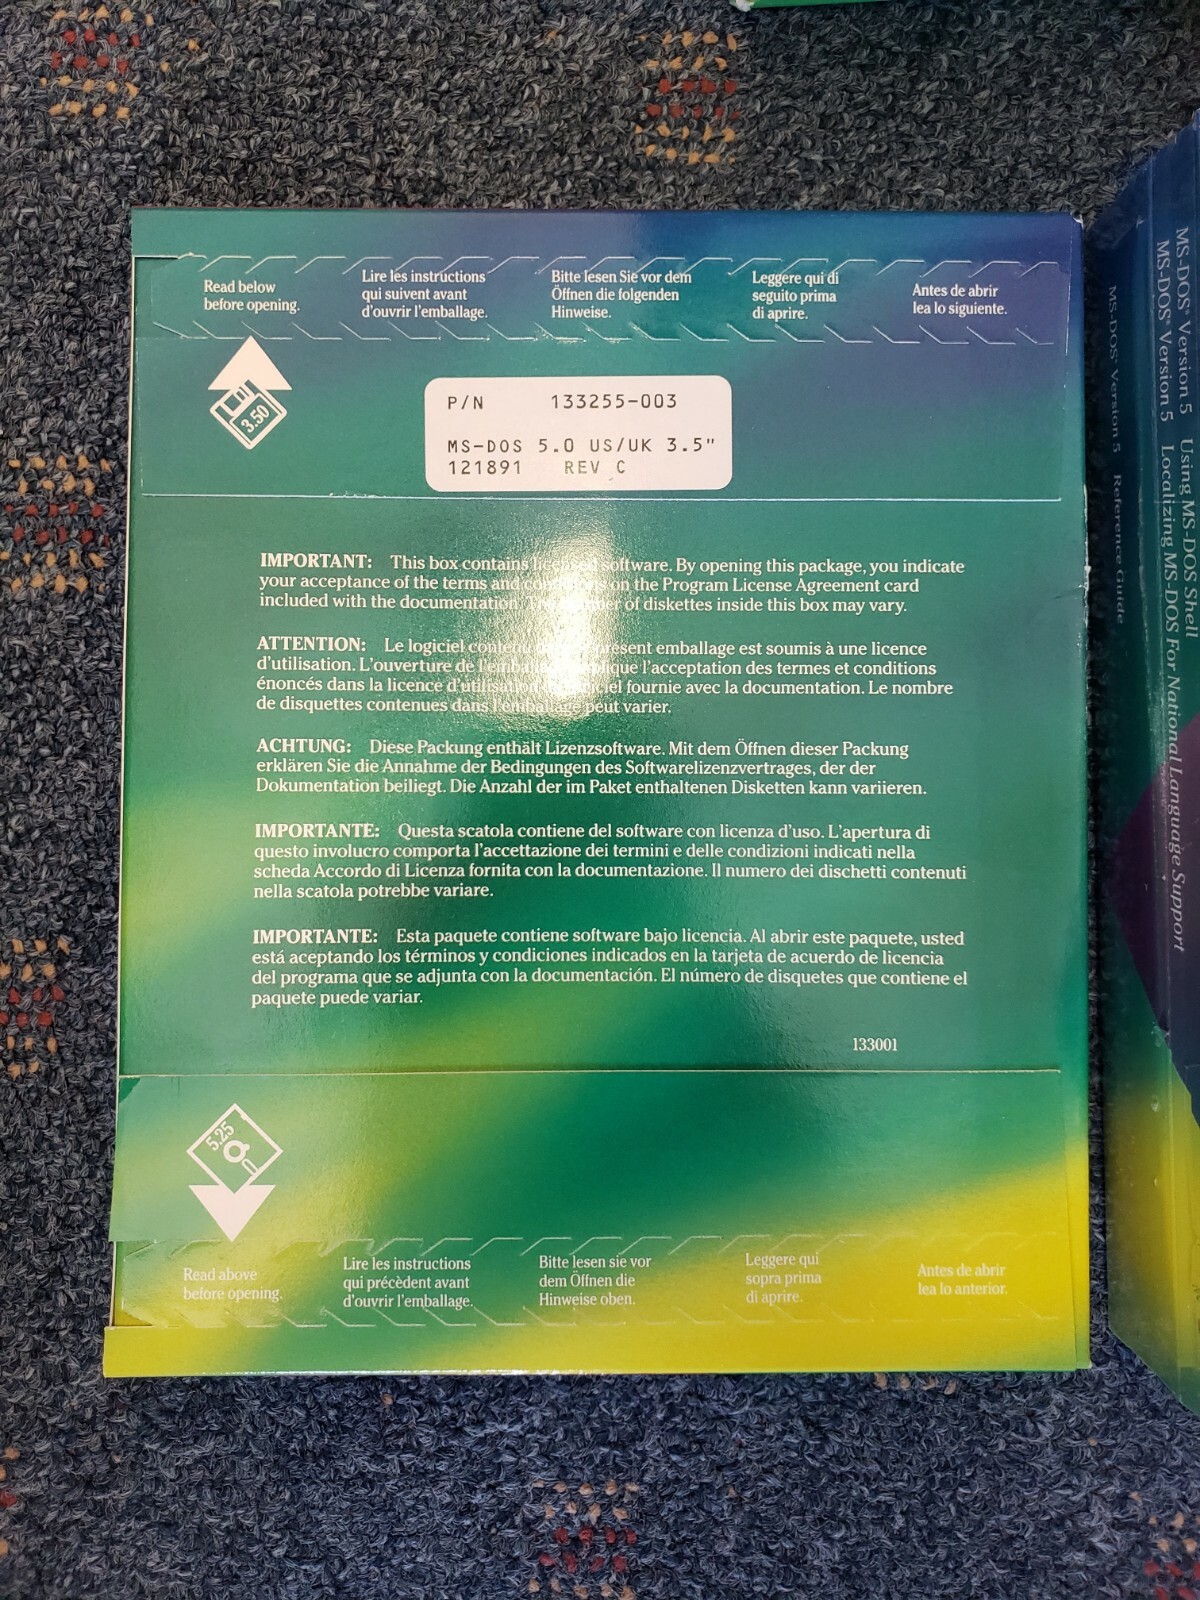 Read below
before opening.
Lire les instructions
qui suivent avant
d'ouvrir l'emballage.
Bitte lesen Sie vor dem
Öffnen die folgenden
Hinweise.
Leggere qui di
seguito prima
di aprire.
Antes de abrir
lea lo siguiente.
3.50
P/N 133255-003
MS-DOS 5.0 US/UK 3.5"
121891 REV C
IMPORTANT: This box contains licensed software. By opening this package, you indicate
your acceptance of the terms and conditions on the Program License Agreement card
included with the documentation. The number of diskettes inside this box may vary.
ATTENTION: Le logiciel contenu présent emballage est soumis à une licence
d'utilisation. L'ouverture de l'emballage implique l'acceptation des termes et conditions
énoncés dans la licence d'utilisation logiciel fournie avec la documentation. Le nombre
de disquettes contenues dans l'emballage peut varier.
ACHTUNG: Diese Packung enthält Lizenzsoftware. Mit dem Öffnen dieser Packung
erklären Sie die Annahme der Bedingungen des Softwarelizenzvertrages, der der
Dokumentation beiliegt. Die Anzahl der im Paket enthaltenen Disketten kann variieren.
IMPORTANTE: Questa scatola contiene del software con licenza d'uso. L'apertura di
questo involucro comporta l'accettazione dei termini e delle condizioni indicati nella
scheda Accordo di Licenza fornita con la documentazione. Il numero dei dischetti contenuti
nella scatola potrebbe variare.
IMPORTANTE: Esta paquete contiene software bajo licencia. Al abrir este paquete, usted
está aceptando los términos y condiciones indicados en la tarjeta de acuerdo de licencia
del programa que se adjunta con la documentación. El número de disquetes que contiene el
paquete puede variar.
133001
5.25
Read above
before opening.
Lire les instructions
qui précèdent avant
d'ouvrir l'emballage.
Bitte lesen sie vor
dem Öffnen die
Hinweise oben.
Leggere qui
sopra prima
di aprire.
Antes de abrir
lea lo anterior.
MS-DOS® Version 5 Using MS-DOS Shell
MS-DOS® Version 5 Localizing MS-DOS For National Language Support
MS-DOS Version 5 Reference Guide